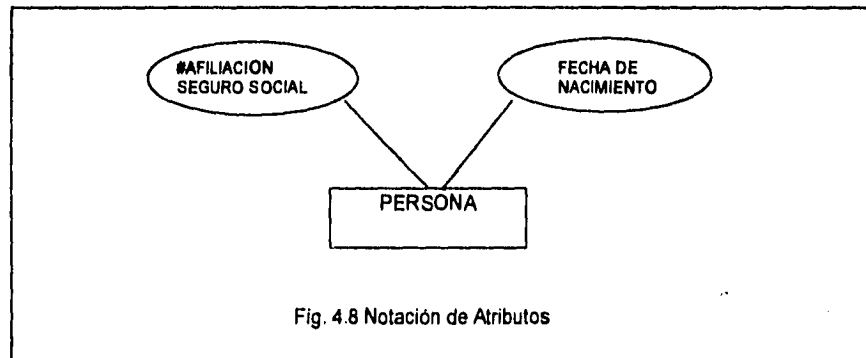 #AFILIACION
SEGURO SOCIAL
FECHA DE
NACIMIENTO
PERSONA
Fig. 4.8 Notación de Atributos